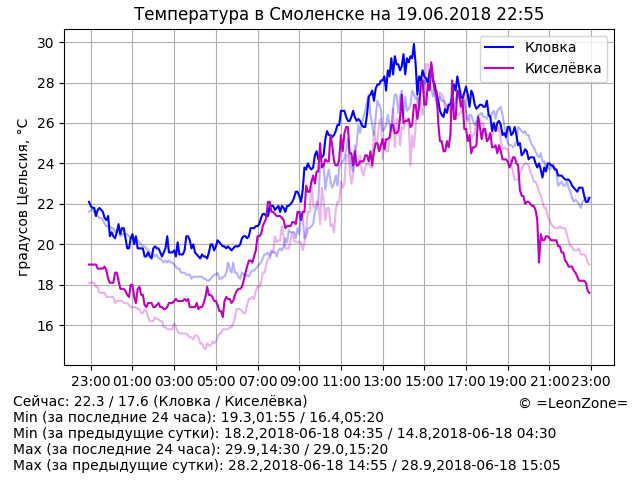 Температура в Смоленске на 19.06.2018 22:55
градусов Цельсия, °C
30
28
26
24
22
20
18
16
Кловка
Киселёвка
23:00 01:00 03:00 05:00 07:00 09:00 11:00 13:00 15:00 17:00 19:00 21:00 23:00
Сейчас: 22.3 / 17.6 (Кловка / Киселёвка)
© =LeonZone=
Min (за последние 24 часа): 19.3,01:55 / 16.4,05:20
Min (за предыдущие сутки): 18.2,2018-06-18 04:35 / 14.8,2018-06-18 04:30
Max (за последние 24 часа): 29.9,14:30 / 29.0,15:20
Max (за предыдущие сутки): 28.2,2018-06-18 14:55 / 28.9,2018-06-18 15:05